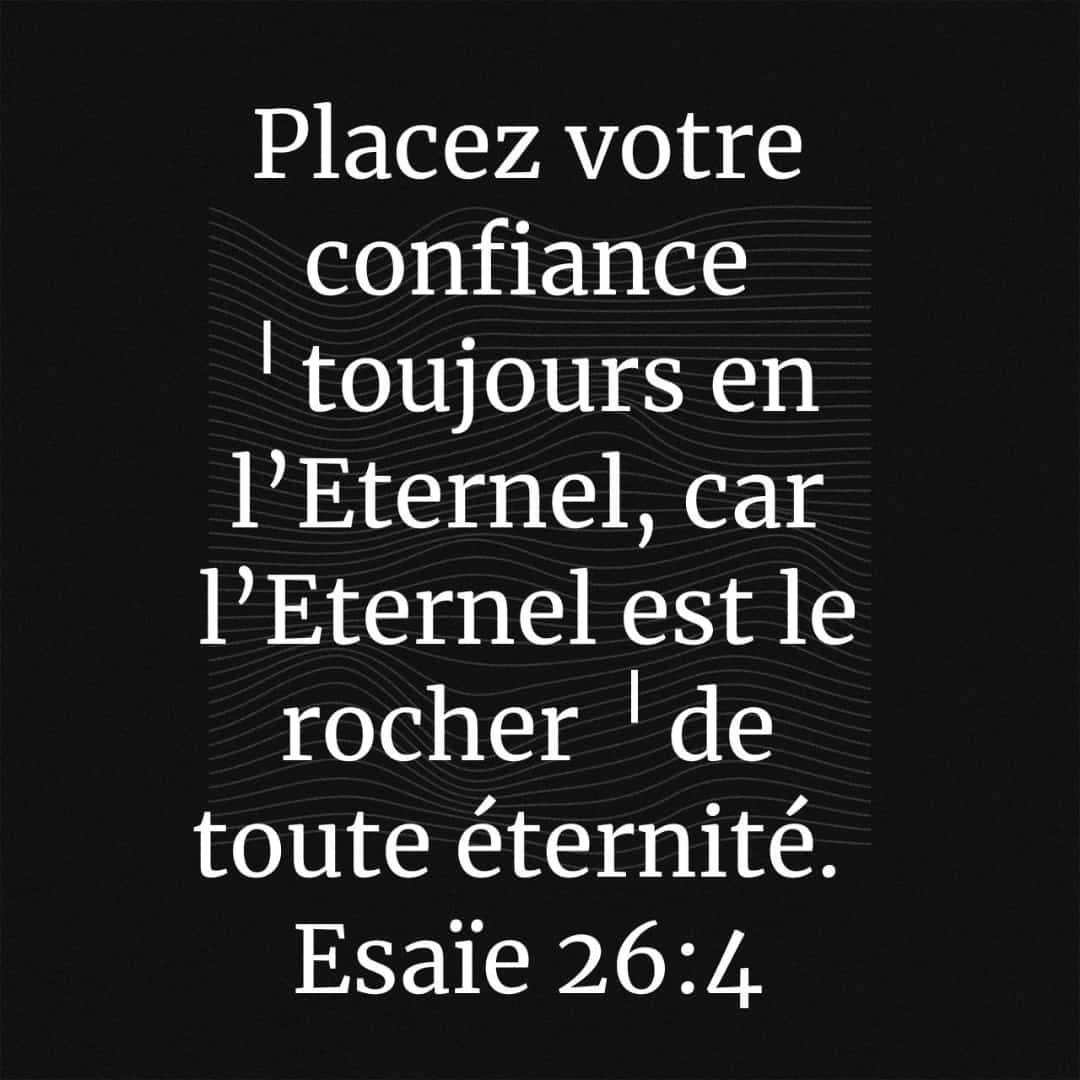 Placez votre
confiance
╵toujours en
l’Eternel, car
l’Eternel est le
rocher ╵de
toute éternité.
Esaïe 26:4